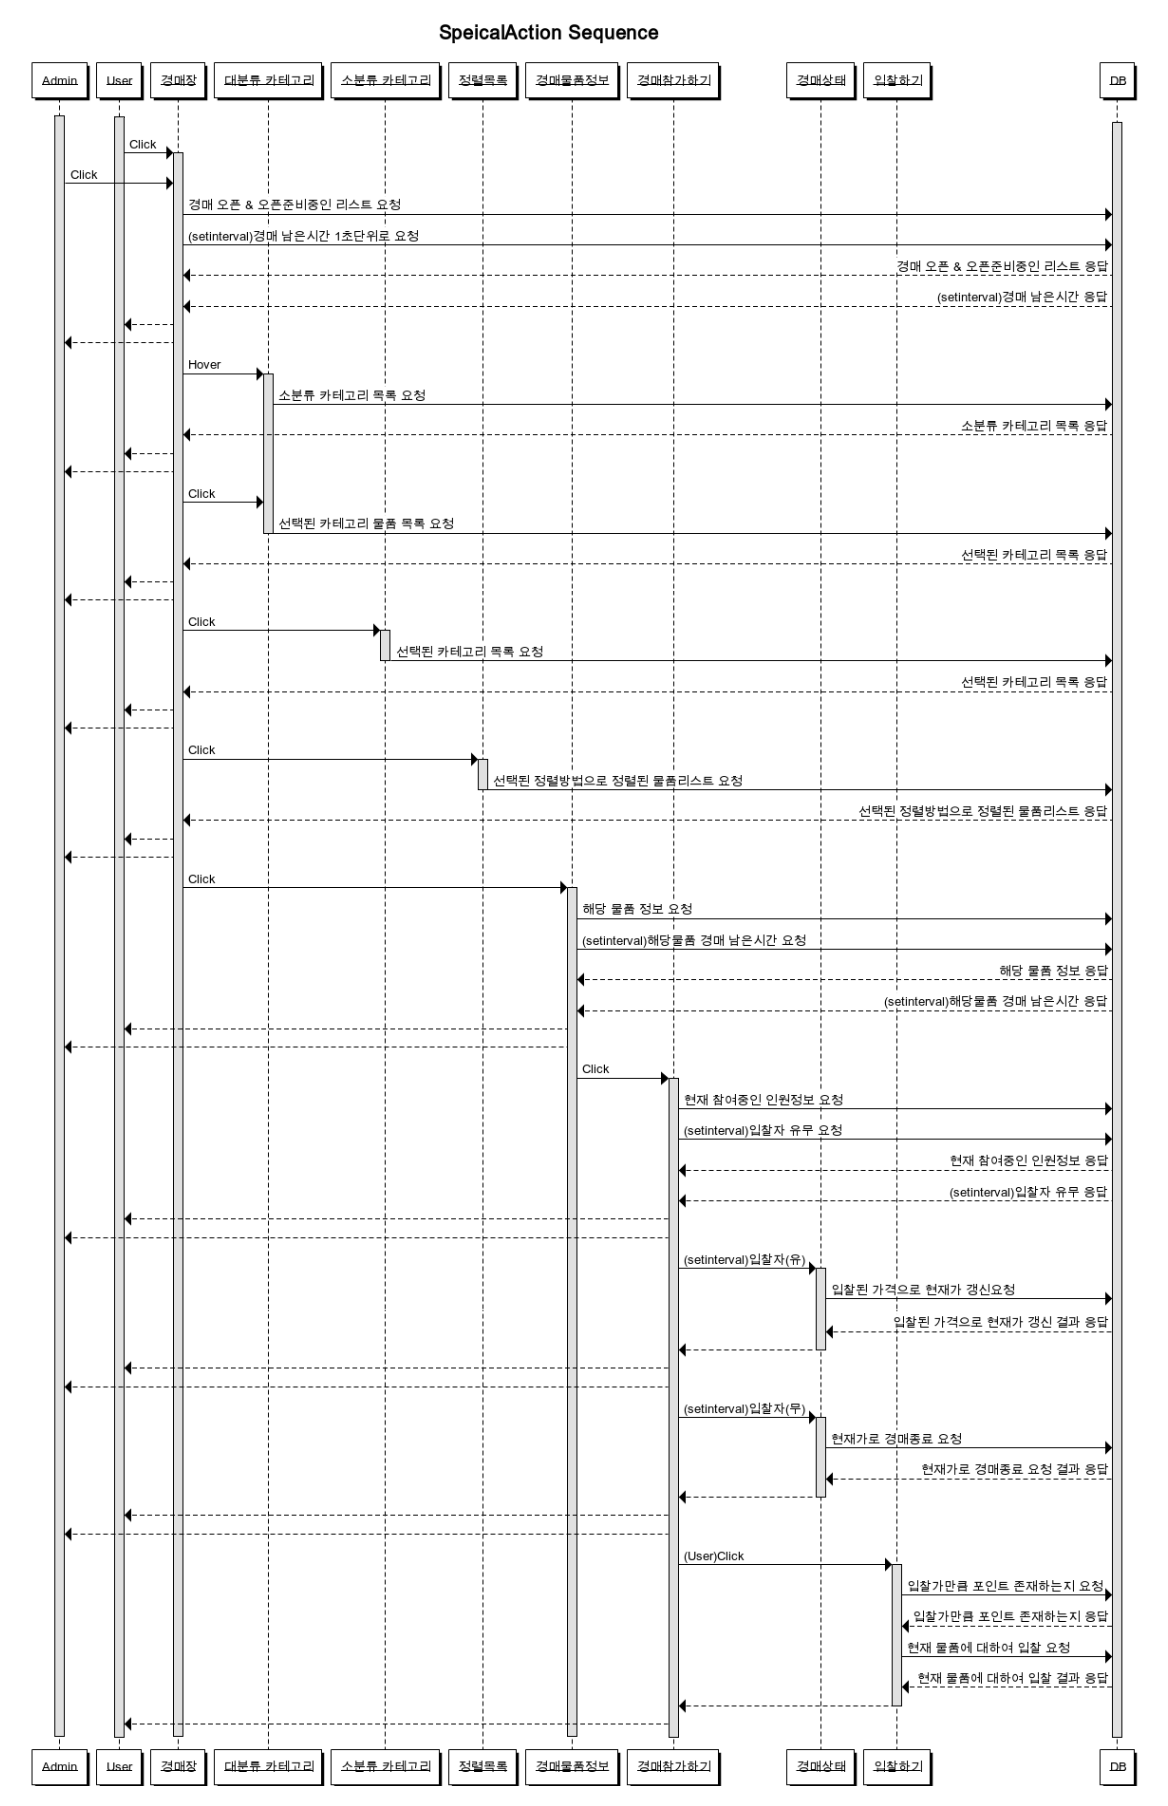 SpeicalAction Sequence
Admin
User
경매장
대분류 카테고리
소분류 카테고리
정렬목록
경매물품정보
경매참가하기
경매상태
입찰하기
DB
Click
Click
경매 오픈 & 오픈준비중인 리스트 요청
(setinterval)경매 남은시간 1초단위로 요청
경매 오픈 & 오픈준비중인 리스트 응답
(setinterval)경매 남은시간 응답
Hover
소분류 카테고리 목록 요청
소분류 카테고리 목록 응답
Click
선택된 카테고리 물품 목록 요청
선택된 카테고리 목록 응답
Click
선택된 카테고리 목록 요청
선택된 카테고리 목록 응답
Click
선택된 정렬방법으로 정렬된 물품리스트 요청
선택된 정렬방법으로 정렬된 물품리스트 응답
Click
해당 물품 정보 요청
(setinterval)해당물품 경매 남은시간 요청
해당 물품 정보 응답
(setinterval)해당물품 경매 남은시간 응답
Click
현재 참여중인 인원정보 요청
(setinterval)입찰자 유무 요청
현재 참여중인 인원정보 응답
(setinterval)입찰자 유무 응답
(setinterval)입찰자(유)
입찰된 가격으로 현재가 갱신요청
입찰된 가격으로 현재가 갱신 결과 응답
(setinterval)입찰자(무)
현재가로 경매종료 요청
현재가로 경매종료 요청 결과 응답
(User)Click
입찰가만큼 포인트 존재하는지 요청
입찰가만큼 포인트 존재하는지 응답
현재 물품에 대하여 입찰 요청
현재 물품에 대하여 입찰 결과 응답
Admin
User
경매장
대분류 카테고리
소분류 카테고리
정렬목록
경매물품정보
경매참가하기
경매상태
입찰하기
DB